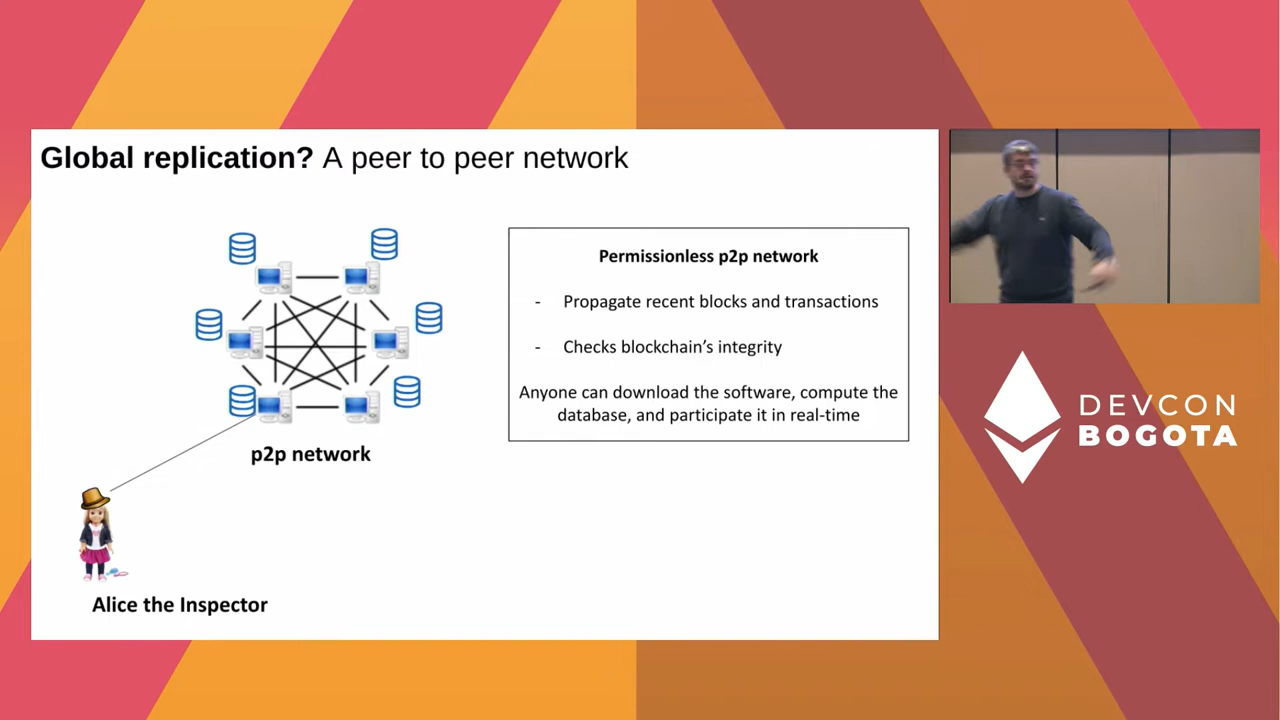 Global replication? A peer to peer network
Permissionless p2p network
- Propagate recent blocks and transactions
- Checks blockchain's integrity
Anyone can download the software, compute the
database, and participate it in real-time
p2p network
Alice the Inspector
DEVCON
BOGOTA